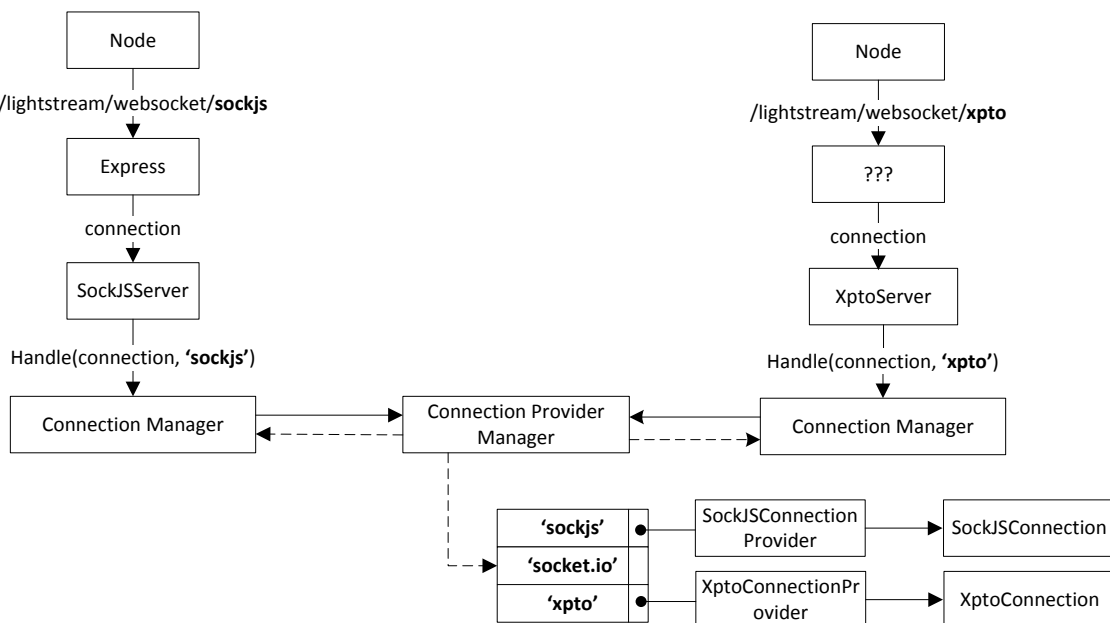 Node
/lightstream/websocket/sockjs
Express
connection
SockJSServer
Handle(connection, ‘sockjs’)
Connection Manager
Node
/lightstream/websocket/xpto
???
connection
XptoServer
Handle(connection, ‘xpto’)
Connection Manager
Connection Provider
Manager
‘sockjs’
‘socket.io’
‘xpto’
SockJSConnection
Provider
SockJSConnection
XptoConnectionPr
ovider
XptoConnection